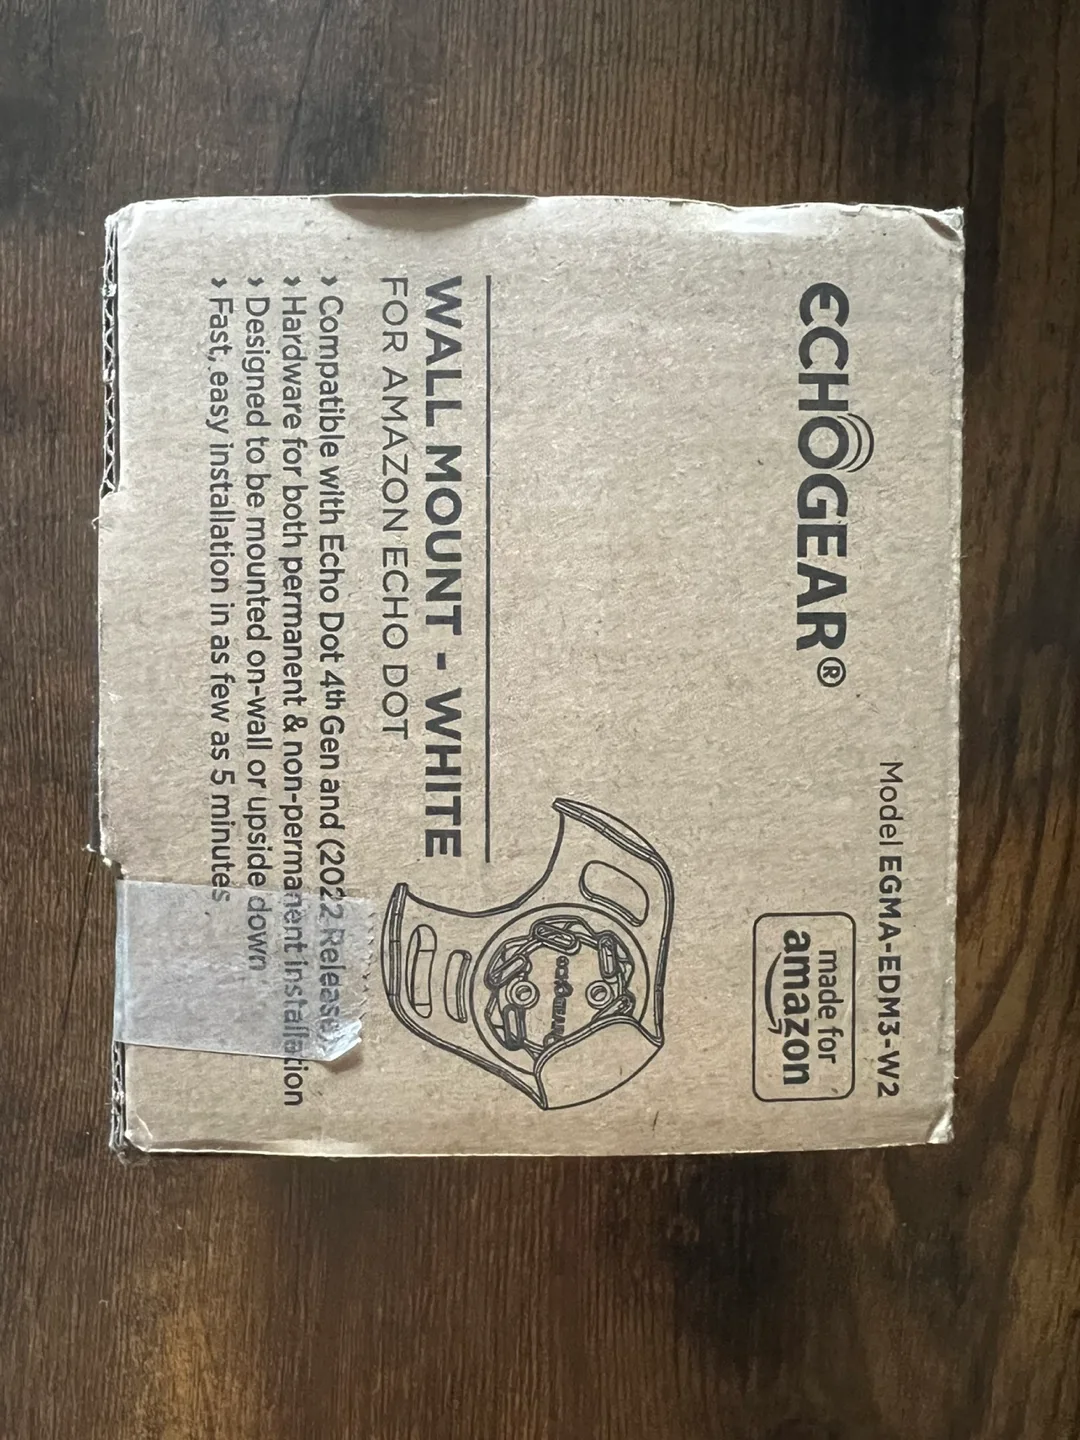 Model EGMA-EDM3-W2
ECHOGEAR®
made for
amazon
WALL MOUNT - WHITE
FOR AMAZON ECHO DOT
› Compatible with Echo Dot 4th Gen and (2022 Release)
› Hardware for both permanent & non-permanent installation
› Designed to be mounted on-wall or upside down
› Fast, easy installation in as few as 5 minutes